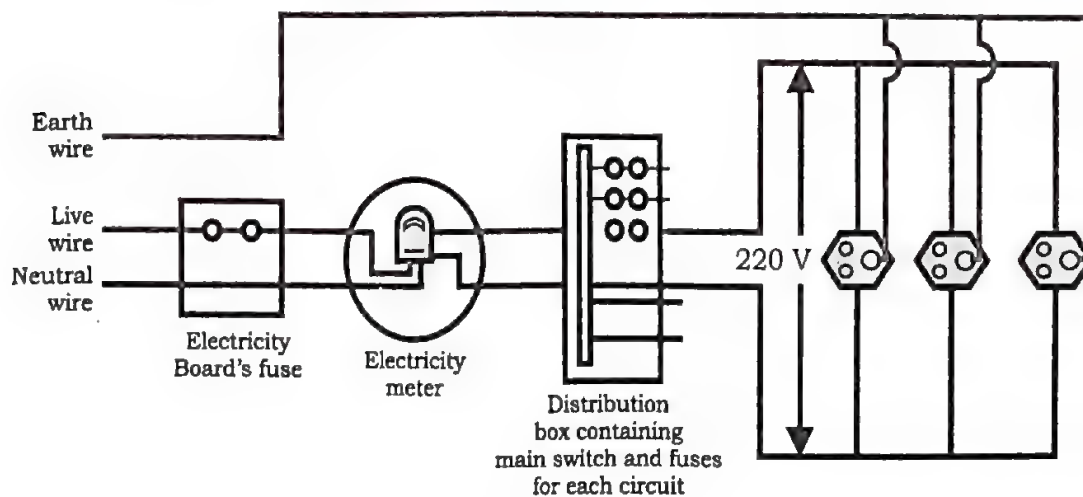 Earth
wire
Live
wire
Neutral
wire
220 V
Electricity
Board's fuse
Electricity
meter
Distribution
box containing
main switch and fuses
for each circuit